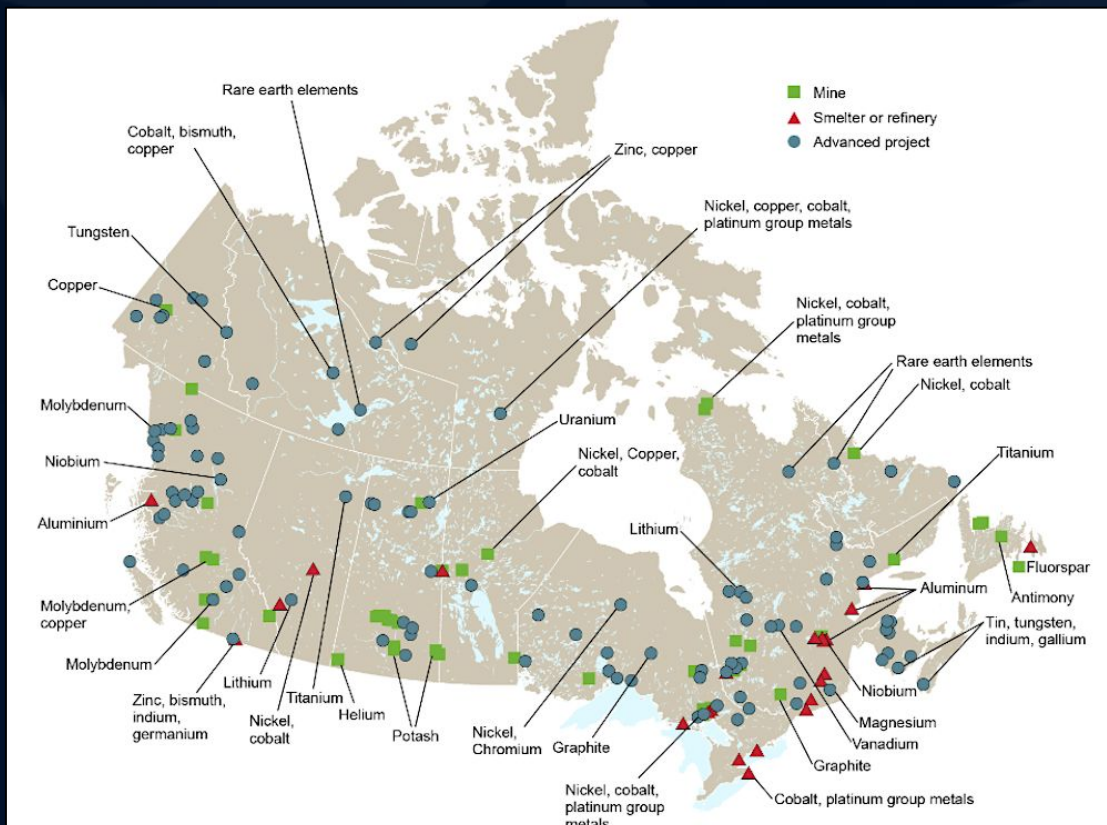 Mine
Smelter or refinery
Advanced project
Rare earth elements
Cobalt, bismuth,
copper
Zinc, copper
Nickel, copper, cobalt,
platinum group metals
Tungsten
Copper
Nickel, cobalt,
platinum group
metals
Rare earth elements
Nickel, cobalt
Molybdenum
Uranium
Niobium
Nickel, Copper,
cobalt
Titanium
Aluminium
Lithium
Fluorspar
Aluminum
Antimony
Molybdenum,
copper
Tin, tungsten,
indium, gallium
Molybdenum
Lithium
Titanium
Niobium
Zinc, bismuth,
indium,
germanium
Helium
Nickel,
cobalt
Potash
Nickel,
Chromium
Graphite
Magnesium
Vanadium
Graphite
Nickel, cobalt,
platinum group
metals
Cobalt, platinum group metals